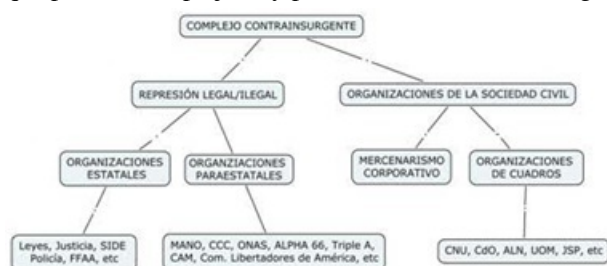 COMPLEJO CONTRAINSURGENTE
REPRESIÓN LEGAL/ILEGAL
ORGANIZACIONES DE LA SOCIEDAD CIVIL
ORGANIZACIONES
ESTATALES
ORGANZIACIONES
PARAESTATALES
MERCENARISMO
CORPORATIVO
ORGANIZACIONES
DE CUADROS
Leyes, Justicia, SIDE
Policía, FFAA, etc
MANO, CCC, ONAS, ALPHA 66, Triple A,
CAM, Com. Libertadores de América, etc
CNU, CdO, ALN, UOM, JSP, etc